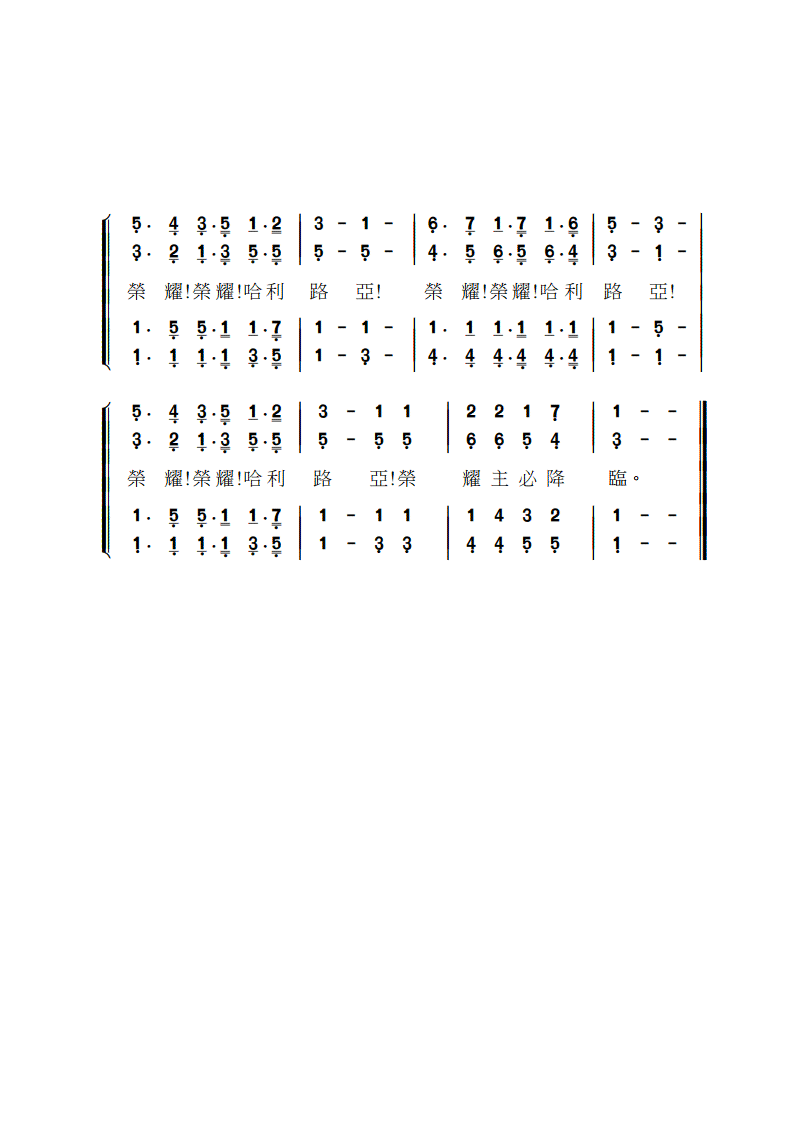 5. 4 3.5 1.2 | 3 - 1 - | 6. 7 1.7 1.6 | 5 - 3 - |
3. 2 1.3 5.5 | 5 - 5 - | 4. 5 6.5 6.4 | 3 - 1 - |
榮 耀!榮耀!哈利 路 亞! 榮 耀!榮耀!哈利 路 亞!
1. 5 5.1 1.7 | 1 - 1 - | 1. 1 1.1 1.1 | 1 - 5 - |
1. 1 1.1 3.5 | 1 - 3 - | 4. 4 4.4 4.4 | 1 - 1 - |
5. 4 3.5 1.2 | 3 - 1 1 | 2 2 1 7 | 1 - -
3. 2 1.3 5.5 | 5 - 5 5 | 6 6 5 4 | 3 - -
榮 耀!榮耀!哈利 路 亞!榮 耀 主 必 降 臨。
1. 5 5.1 1.7 | 1 - 1 1 | 1 4 3 2 | 1 - -
1. 1 1.1 3.5 | 1 - 3 3 | 4 4 5 5 | 1 - -